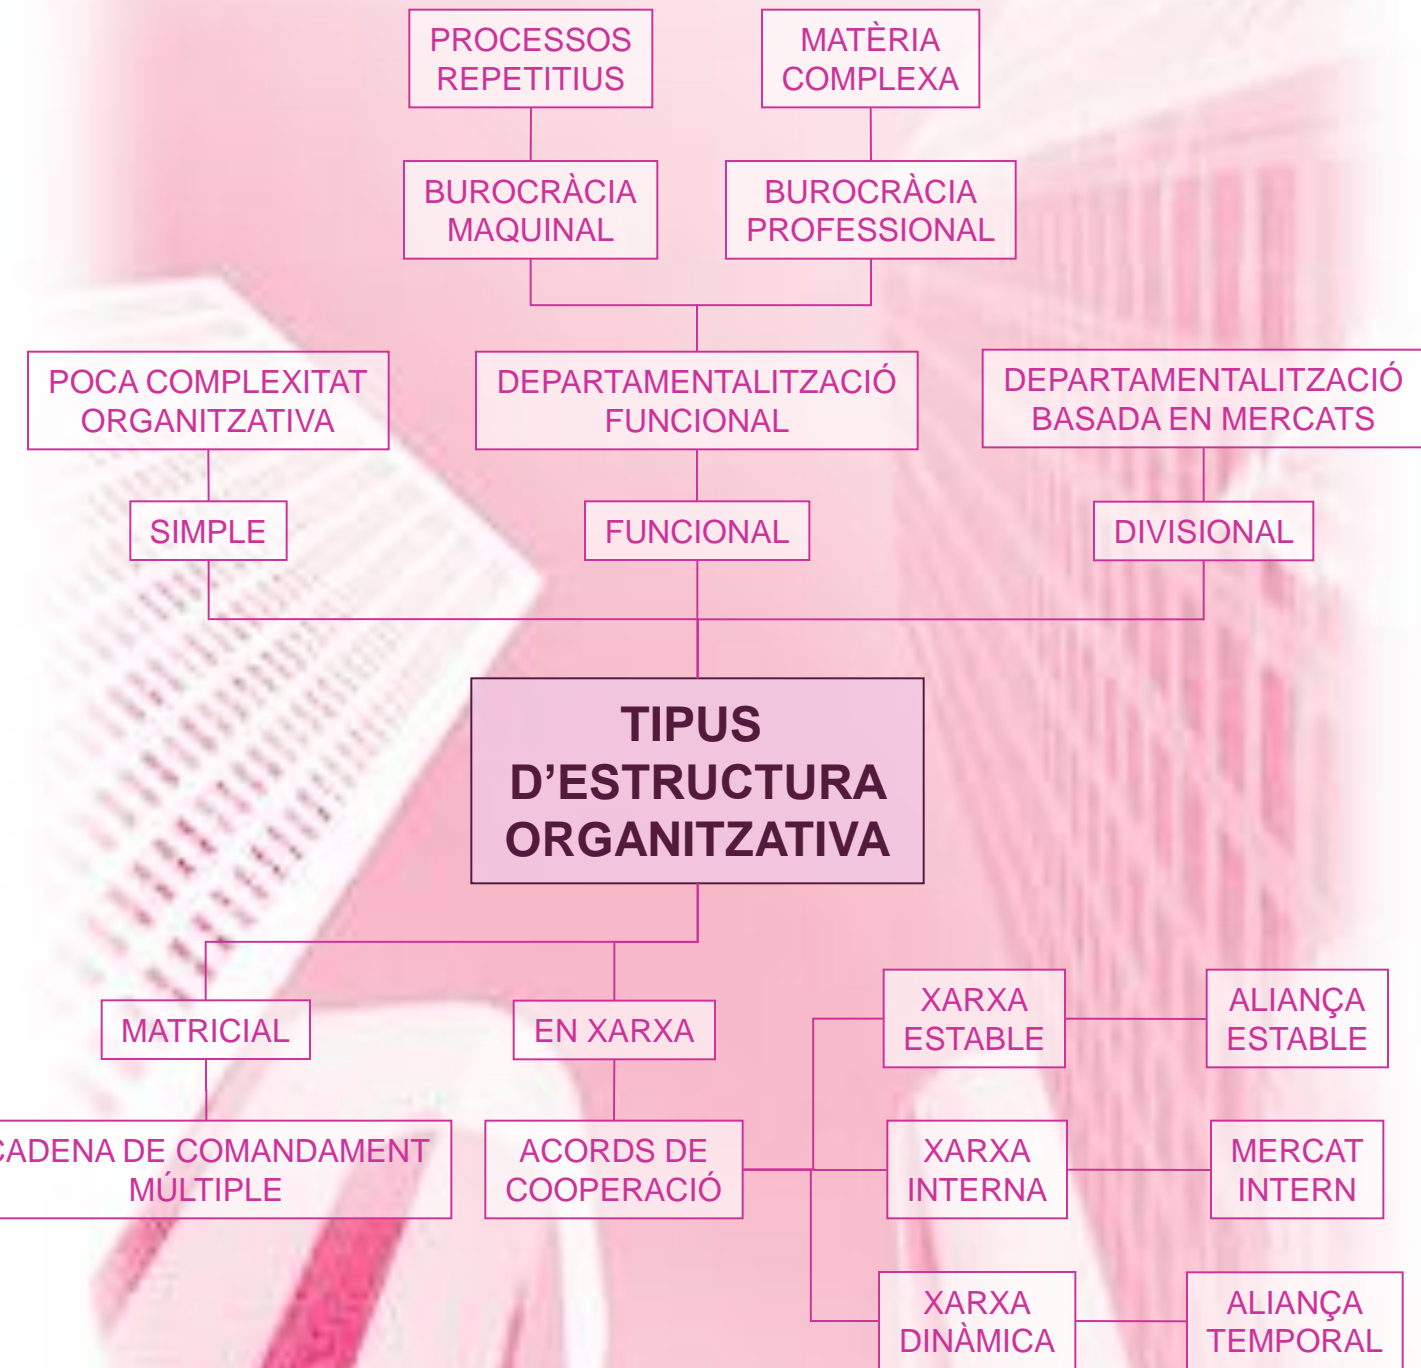 PROCESSOS
REPETITIUS
MATÈRIA
COMPLEXA
BUROCRÀCIA
MAQUINAL
BUROCRÀCIA
PROFESSIONAL
POCA COMPLEXITAT
ORGANITZATIVA
DEPARTAMENTALITZACIÓ
FUNCIONAL
DEPARTAMENTALITZACIÓ
BASADA EN MERCATS
SIMPLE
FUNCIONAL
DIVISIONAL
TIPUS
D’ESTRUCTURA
ORGANITZATIVA
MATRICIAL
EN XARXA
XARXA
ESTABLE
ALIANÇA
ESTABLE
CADENA DE COMANDAMENT
MÚLTIPLE
ACORDS DE
COOPERACIÓ
XARXA
INTERNA
MERCAT
INTERN
XARXA
DINÀMICA
ALIANÇA
TEMPORAL